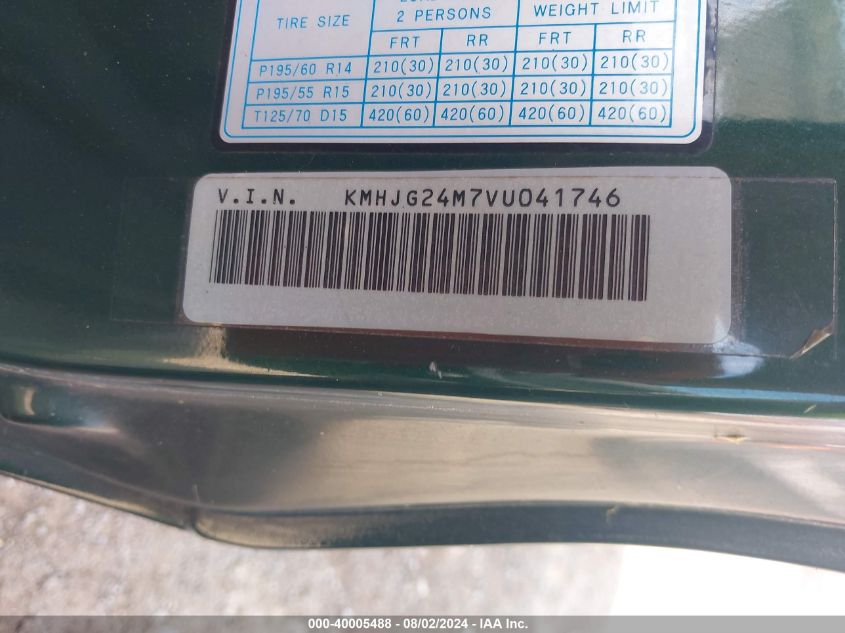 2 PERSONS WEIGHT LIMIT
TIRE SIZE
FRT RR FRT RR
P195/60 R14 210(30) 210(30) 210(30) 210(30)
P195/55 R15 210(30) 210(30) 210(30) 210(30)
T125/70 D15 420(60) 420(60) 420(60) 420(60)
V.I.N. KMHJG24M7VU041746
000-40005488 - 08/02/2024 - IAA Inc.